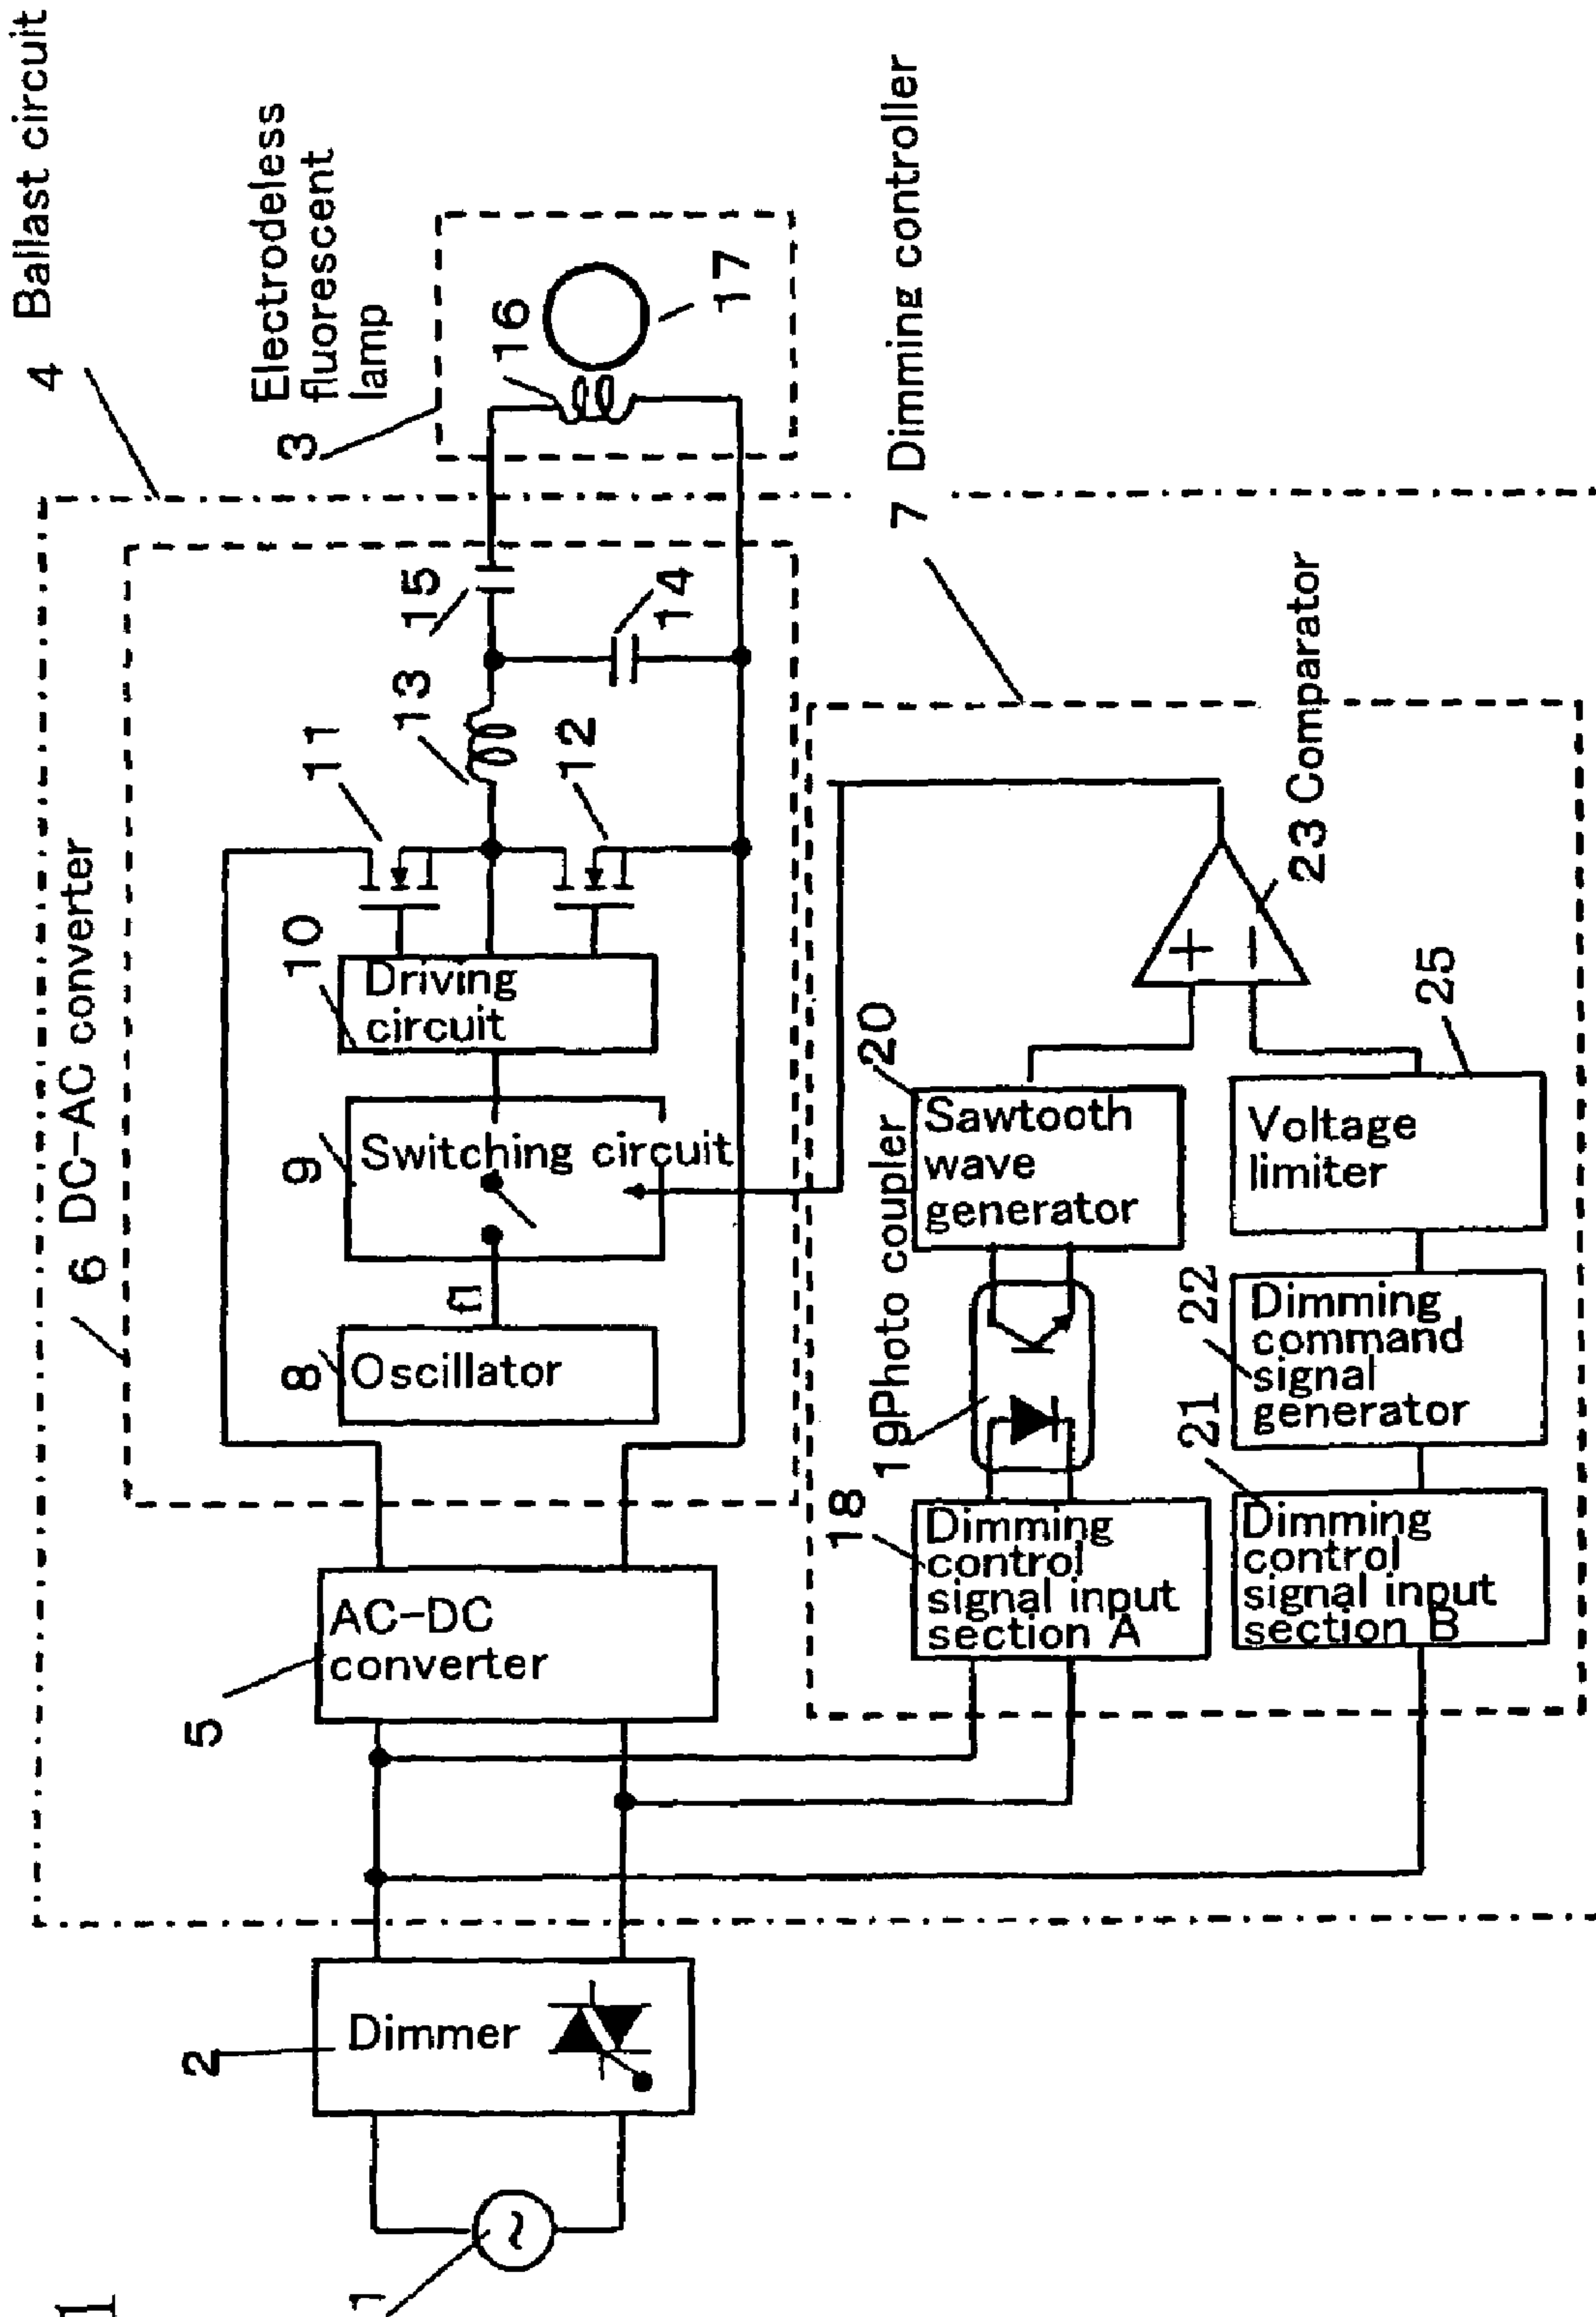 1
4 Ballast circuit
6 DC-AC converter
Electrodeless
fluorescent
lamp
3
5
AC-DC
converter
2
Dimmer
1
~
8
Oscillator
f1
9
Switching circuit
10
Driving
circuit
11
12
13
14
15
16
17
7 Dimming controller
18
Dimming
control
signal input
section A
19Photo coupler
20
Sawtooth
wave
generator
21
Dimming
control
signal input
section B
22
Dimming
command
signal
generator
25
Voltage
limiter
+
−
23 Comparator